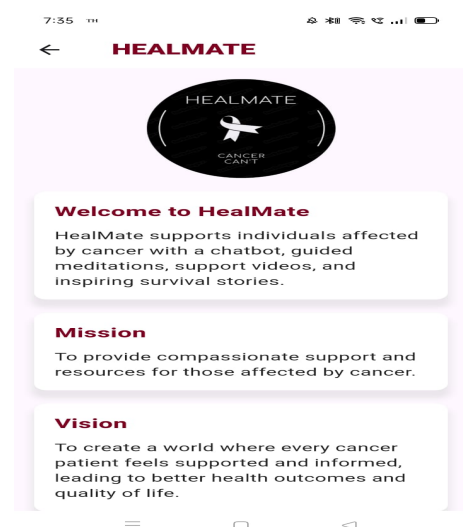 7:35 TH
HEALMATE
HEALMATE
CANCER
CAN'T
Welcome to HealMate
HealMate supports individuals affected
by cancer with a chatbot, guided
meditations, support videos, and
inspiring survival stories.
Mission
To provide compassionate support and
resources for those affected by cancer.
Vision
To create a world where every cancer
patient feels supported and informed,
leading to better health outcomes and
quality of life.